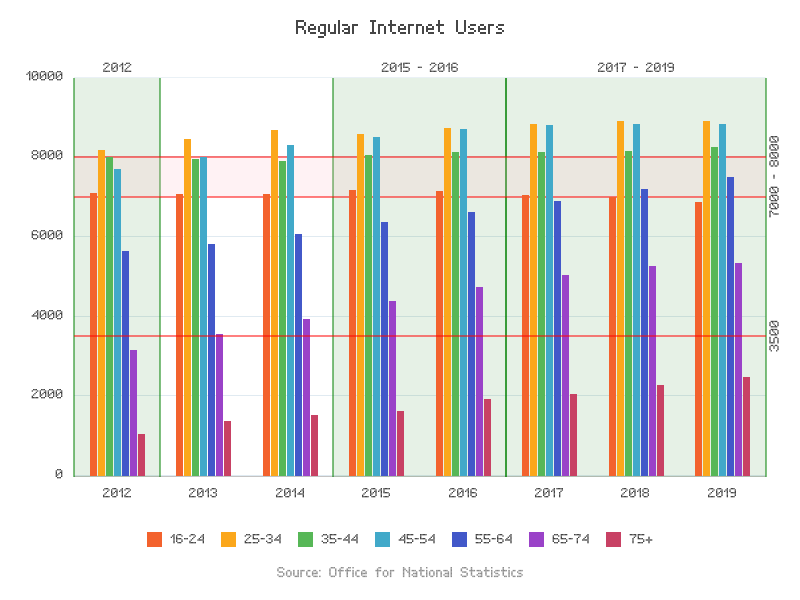 Regular Internet Users
2012 2015 - 2016 2017 - 2019
10000
8000
6000
4000
2000
0
7000 - 8000
3500
2012 2013 2014 2015 2016 2017 2018 2019
16-24 25-34 35-44 45-54 55-64 65-74 75+
Source: Office for National Statistics